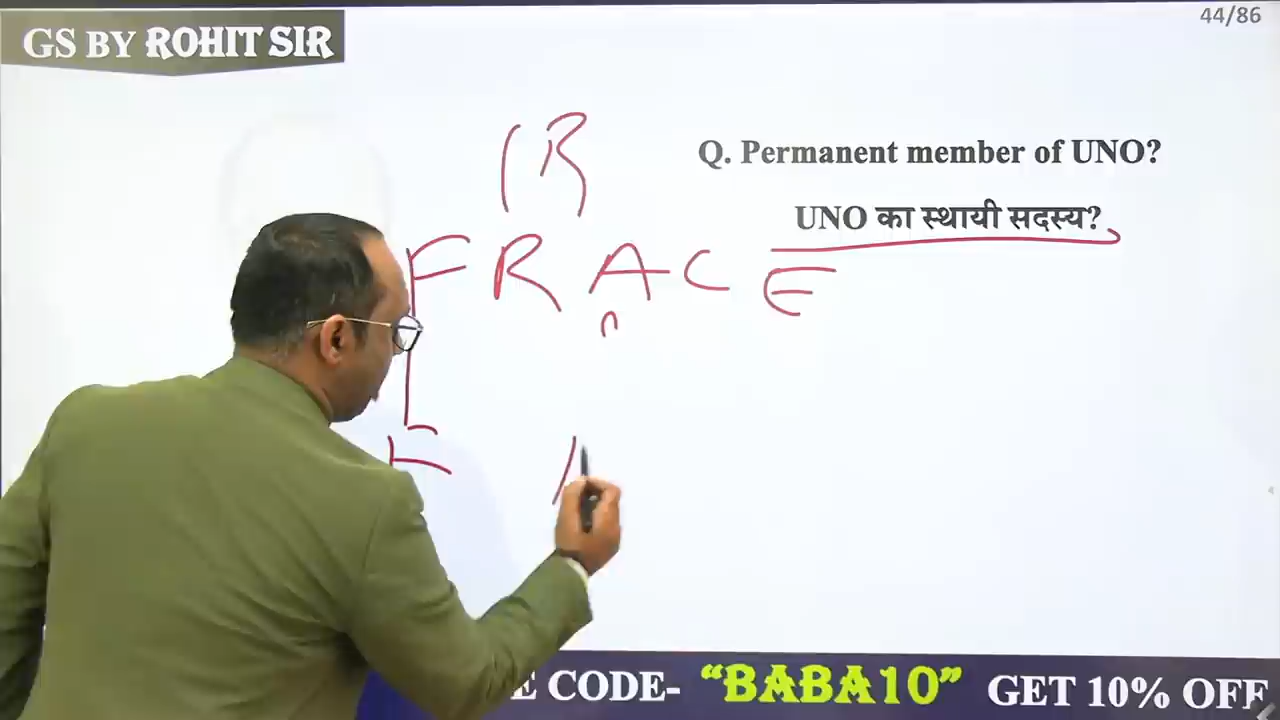 44/86
GS BY ROHIT SIR
Q. Permanent member of UNO?
UNO का स्थायी सदस्य?
FRACE
E CODE- “BABA10” GET 10% OFF